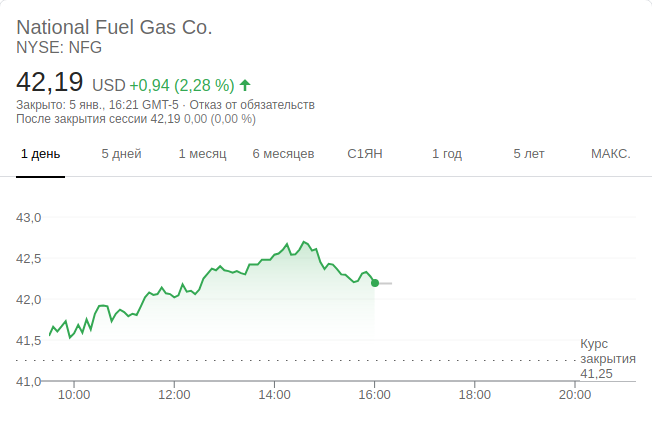 National Fuel Gas Co.
NYSE: NFG
42,19 USD +0,94 (2,28 %)
Закрыто: 5 янв., 16:21 GMT-5 · Отказ от обязательств
После закрытия сессии 42,19 0,00 (0,00 %)
1 день 5 дней 1 месяц 6 месяцев С1ЯН 1 год 5 лет МАКС.
43,0
42,5
42,0
41,5
41,0
Курс
закрытия
41,25
10:00 12:00 14:00 16:00 18:00 20:00